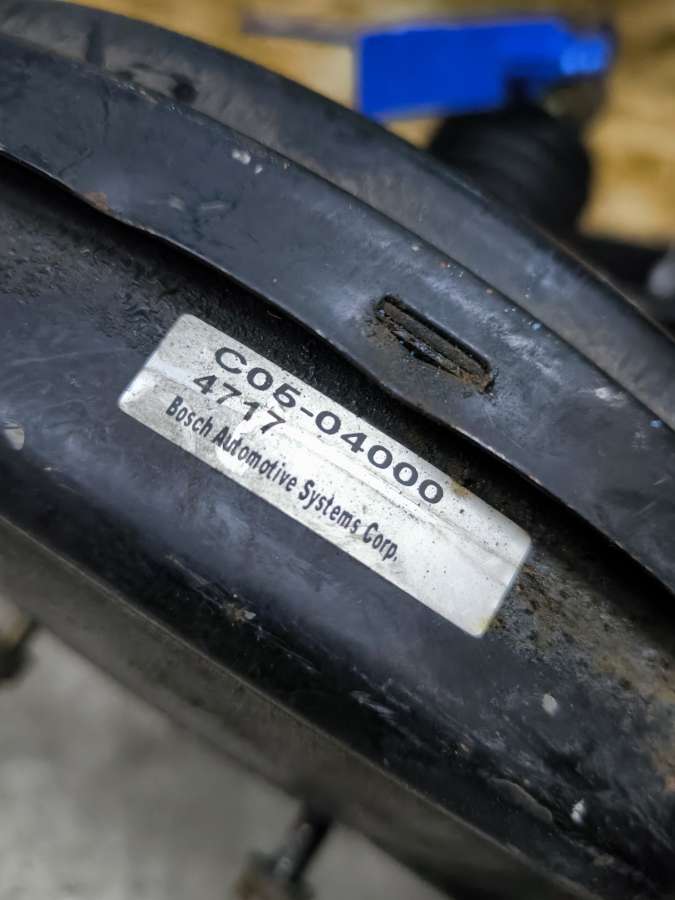 C05-04000
4717
Bosch Automotive Systems Corp.